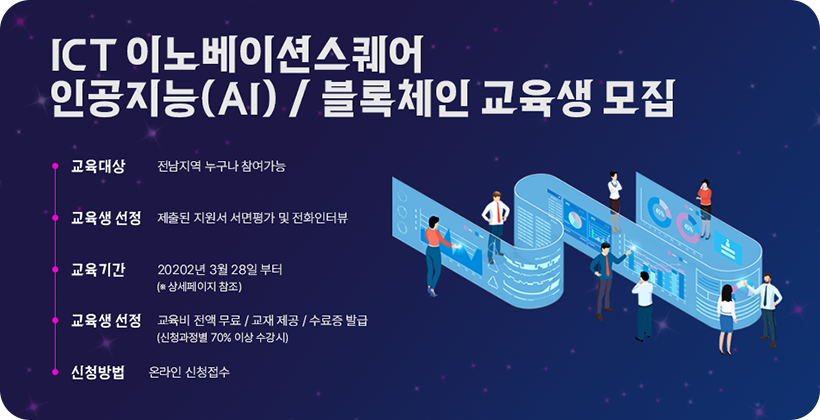 ICT 이노베이션스퀘어
인공지능(AI) / 블록체인 교육생 모집
교육대상 전남지역 누구나 참여가능
교육생 선정 제출된 지원서 서면평가 및 전화인터뷰
교육기간 20202년 3월 28일 부터
(※ 상세페이지 참조)
교육생 선정 교육비 전액 무료 / 교재 제공 / 수료증 발급
(신청과정별 70% 이상 수강시)
신청방법 온라인 신청접수